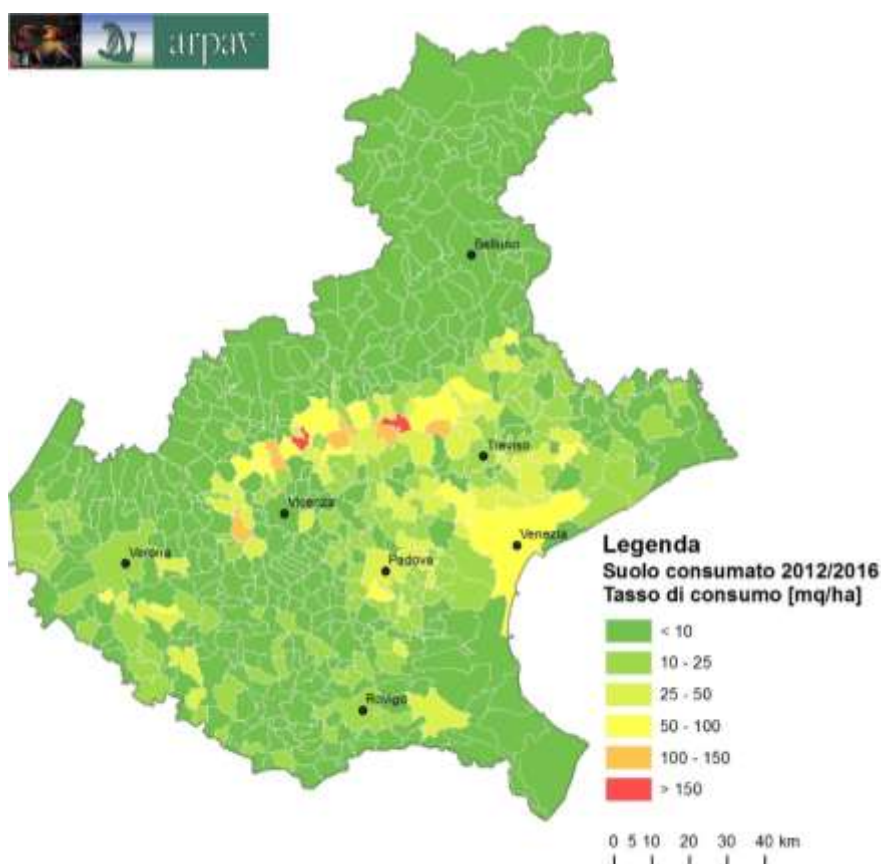 arpav
Belluno
Treviso
Vicenza
Venezia
Verona
Padova
Rovigo
Legenda
Suolo consumato 2012/2016
Tasso di consumo [mq/ha]
< 10
10 - 25
25 - 50
50 - 100
100 - 150
> 150
0 5 10 20 30 40 km